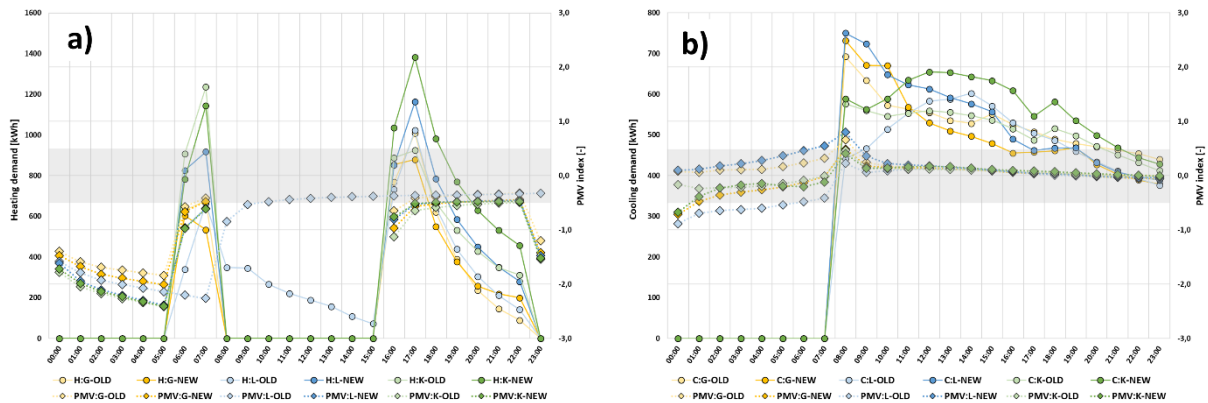 a)
1600
1400
1200
1000
800
600
400
200
0
Heating demand [kWh]
3,0
2,0
1,0
0,0
-1,0
-2,0
-3,0
PMV Index [-]
00:00 01:00 02:00 03:00 04:00 05:00 06:00 07:00 08:00 09:00 10:00 11:00 12:00 13:00 14:00 15:00 16:00 17:00 18:00 19:00 20:00 21:00 22:00 23:00
H:G-OLD H:G-NEW H:L-OLD H:L-NEW H:K-OLD H:K-NEW
PMV:G-OLD PMV:G-NEW PMV:L-OLD PMV:L-NEW PMV:K-OLD PMV:K-NEW
b)
800
700
600
500
400
300
200
100
0
Cooling demand [kWh]
3,0
2,0
1,0
0,0
-1,0
-2,0
-3,0
PMV Index [-]
00:00 01:00 02:00 03:00 04:00 05:00 06:00 07:00 08:00 09:00 10:00 11:00 12:00 13:00 14:00 15:00 16:00 17:00 18:00 19:00 20:00 21:00 22:00 23:00
C:G-OLD C:G-NEW C:L-OLD C:L-NEW C:K-OLD C:K-NEW
PMV:G-OLD PMV:G-NEW PMV:L-OLD PMV:L-NEW PMV:K-OLD PMV:K-NEW